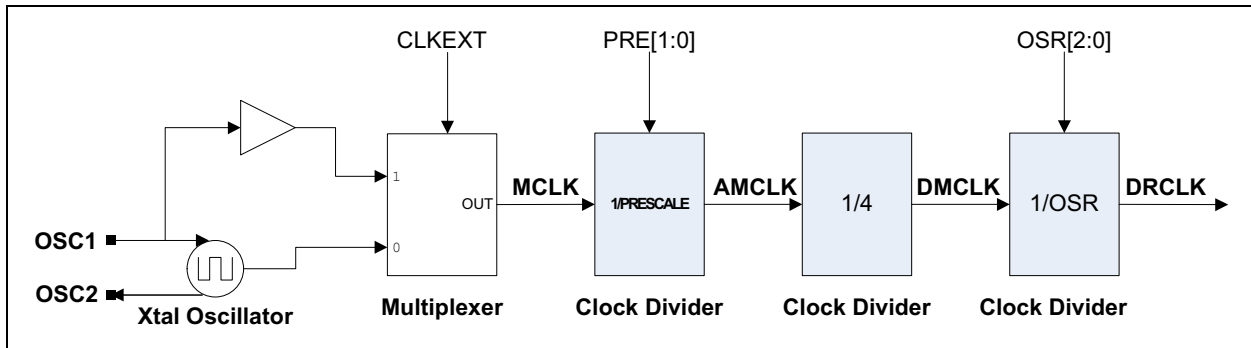 CLKEXT
PRE[1:0]
OSR[2:0]
1
0
OUT
MCLK
1/PRESCALE
AMCLK
1/4
DMCLK
1/OSR
DRCLK
OSC1
OSC2
Xtal Oscillator
Multiplexer
Clock Divider
Clock Divider
Clock Divider